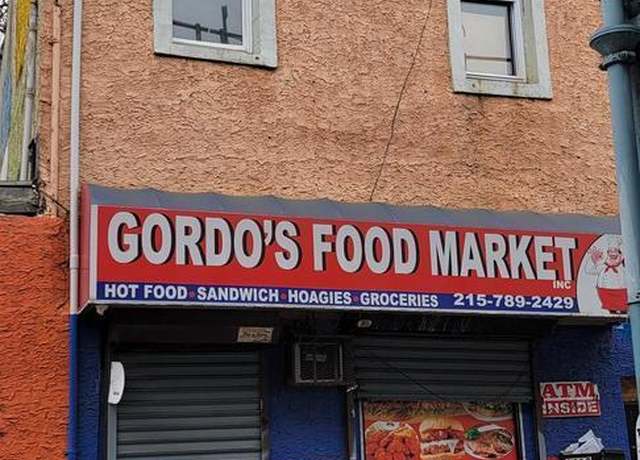 GORDO'S FOOD MARKET
INC
HOT FOOD • SANDWICH • HOAGIES • GROCERIES 215-789-2429
ATM
INSIDE